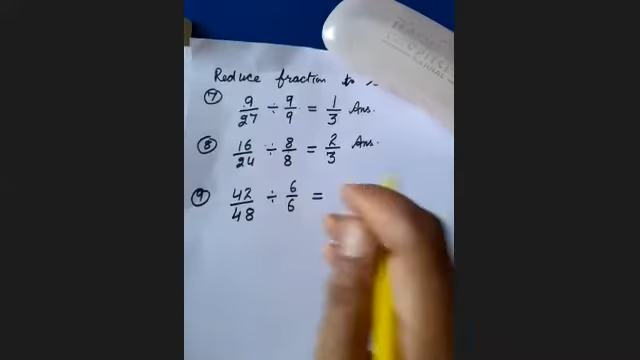 Reduce fraction to
⑦ 9/27 ÷ 9/9 = 1/3 Ans.
⑧ 16/24 ÷ 8/8 = 2/3 Ans.
⑨ 42/48 ÷ 6/6 =